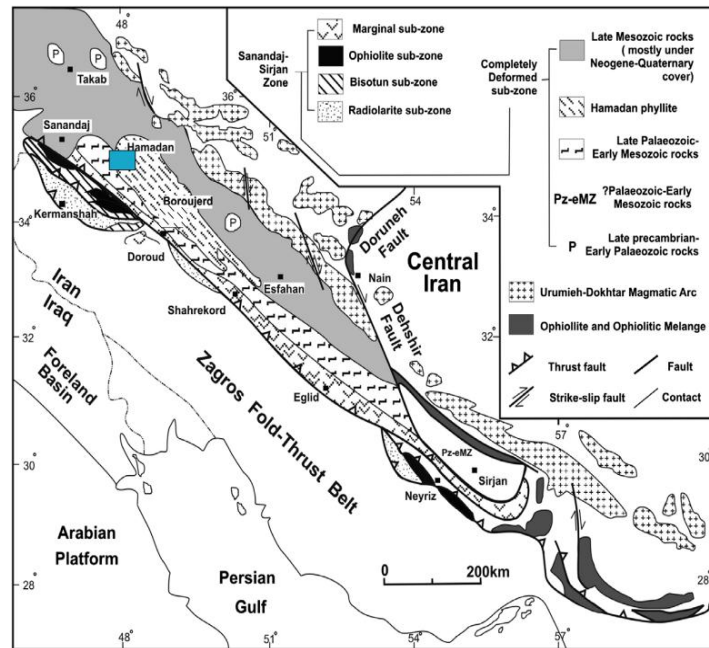 48°
36°
Takab
P
P
Sanandaj
Hamadan
Kermanshah
34°
Boroujerd
P
Doroud
Esfahan
Shahrekord
Iran
Iraq
32°
Foreland
Basin
Zagros Fold-Thrust Belt
Eglid
30°
Arabian
Platform
28°
Persian
Gulf
48°
51°
54°
57°
Neyriz
Pz-eMZ
Sirjan
0 200km
36°
51°
54
34°
Doruneh
Fault
Nain
Central
Iran
Dehshir
Fault
32°
57°
30
28°
Sanandaj-
Sirjan
Zone
Marginal sub-zone
Ophiolite sub-zone
Bisotun sub-zone
Radiolarite sub-zone
Completely
Deformed
sub-zone
Late Mesozoic rocks
( mostly under
Neogene-Quaternary
cover)
Hamadan phyllite
Late Palaeozoic-
Early Mesozoic rocks
Pz-eMZ ?Palaeozoic-Early
Mesozoic rocks
P Late precambrian-
Early Palaeozoic rocks
Urumieh-Dokhtar Magmatic Arc
Ophiollite and Ophiolitic Melange
Thrust fault Fault
Strike-slip fault Contact